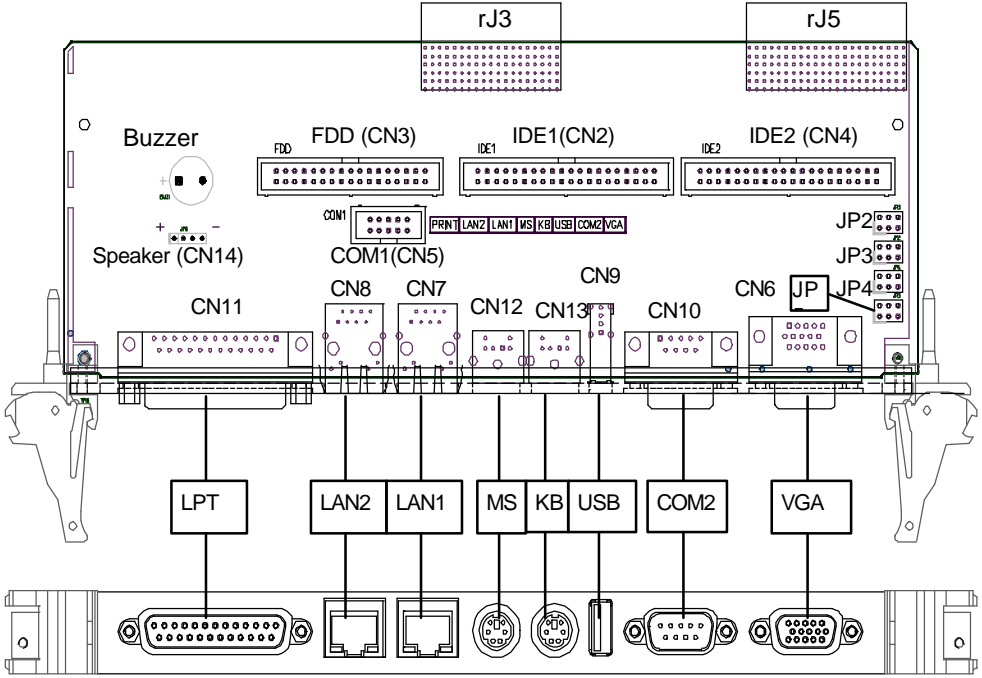 rJ3 rJ5
Buzzer FDD (CN3) IDE1(CN2) IDE2 (CN4)
FDD IDE1 IDE2
+
COM1 PRINT LAN2 LAN1 MS KB USB COM2 VGA
JP2
+ -
Speaker (CN14) COM1(CN5) JP3
CN11 CN8 CN7 CN12 CN13 CN9 CN10 CN6 JP JP4
LPT LAN2 LAN1 MS KB USB COM2 VGA